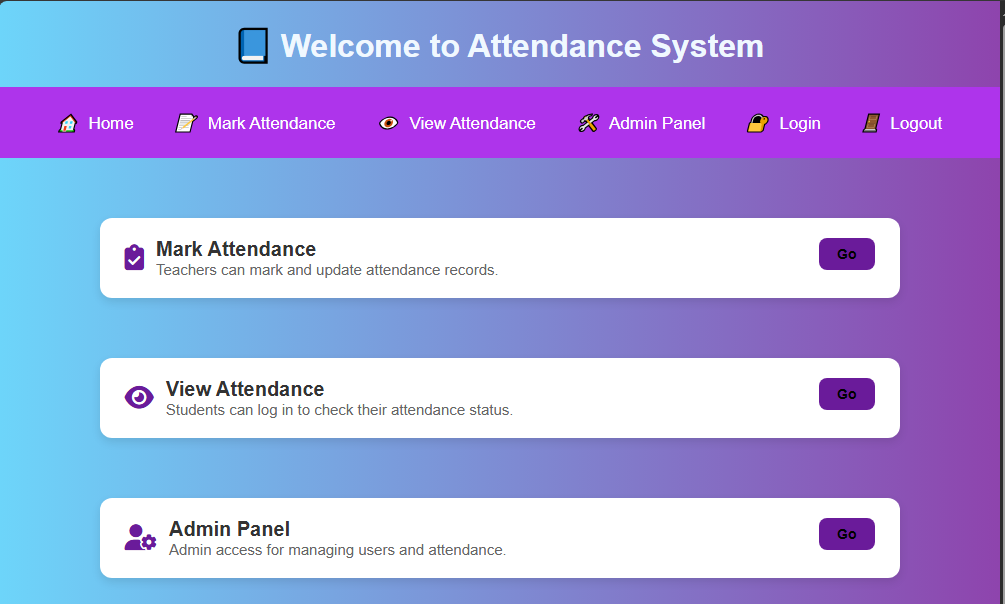 Welcome to Attendance System
Home Mark Attendance View Attendance Admin Panel Login Logout
Mark Attendance
Teachers can mark and update attendance records.
Go
View Attendance
Students can log in to check their attendance status.
Go
Admin Panel
Admin access for managing users and attendance.
Go